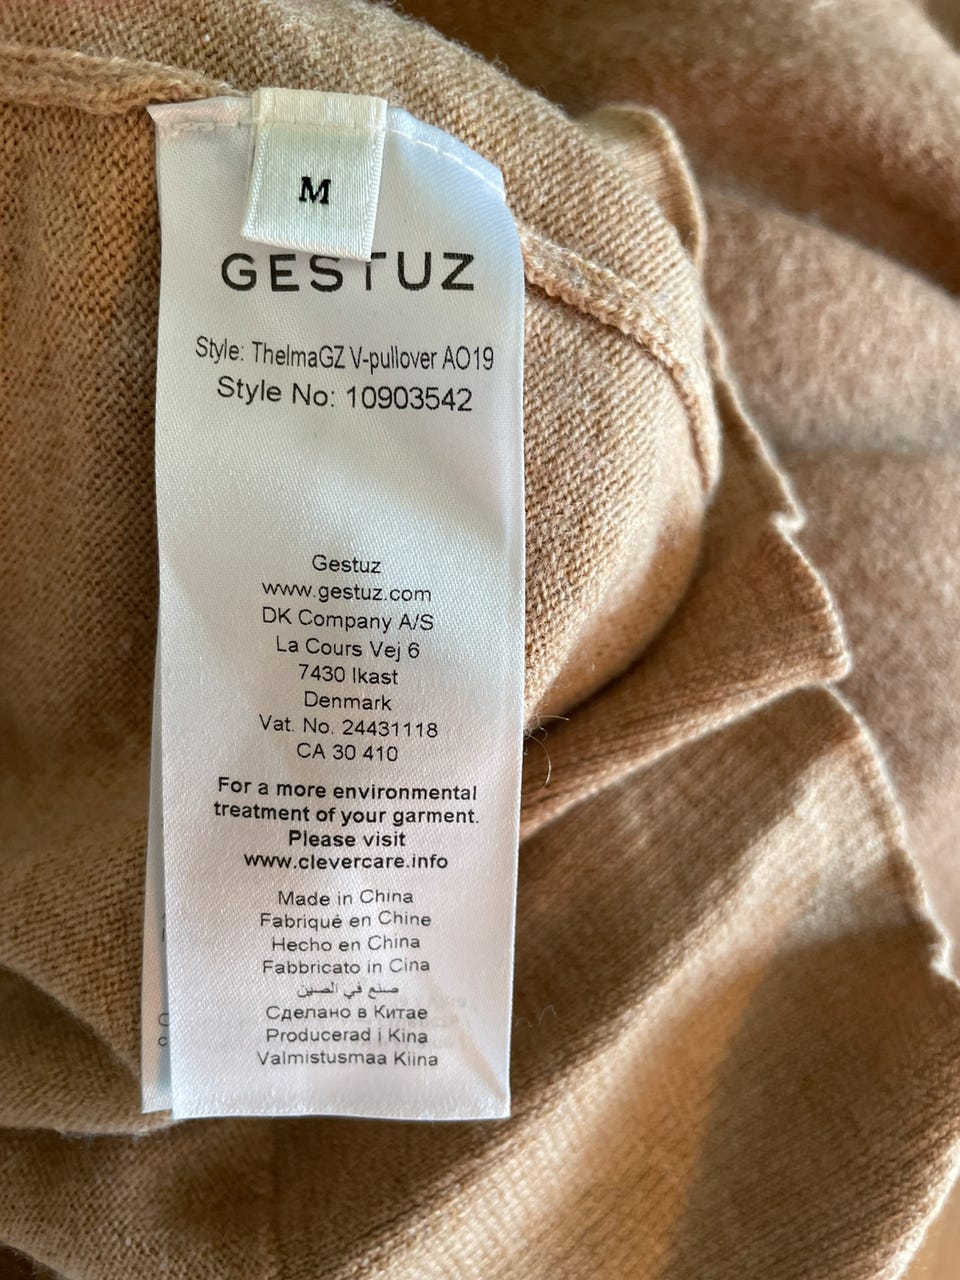 M
GESTUZ
Style: ThelmaGZ V-pullover AO19
Style No: 10903542
Gestuz
www.gestuz.com
DK Company A/S
La Cours Vej 6
7430 Ikast
Denmark
Vat. No. 24431118
CA 30 410
For a more environmental
treatment of your garment.
Please visit
www.clevercare.info
Made in China
Fabriqué en Chine
Hecho en China
Fabbricato in Cina
صنع في الصين
Сделано в Китае
Producerad i Kina
Valmistusmaa Kiina